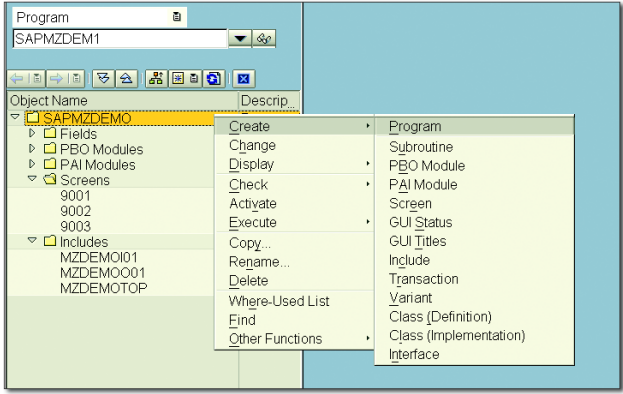 Program
SAPMZDEM1
Object Name Descrip..
SAPMZDEMO
Fields
PBO Modules
PAI Modules
Screens
9001
9002
9003
Includes
MZDEMOI01
MZDEMOO01
MZDEMOTOP
Create
Change
Display
Check
Activate
Execute
Copy...
Rename...
Delete
Where-Used List
Find
Other Functions
Program
Subroutine
PBO Module
PAI Module
Screen
GUI Status
GUI Titles
Include
Transaction
Variant
Class (Definition)
Class (Implementation)
Interface